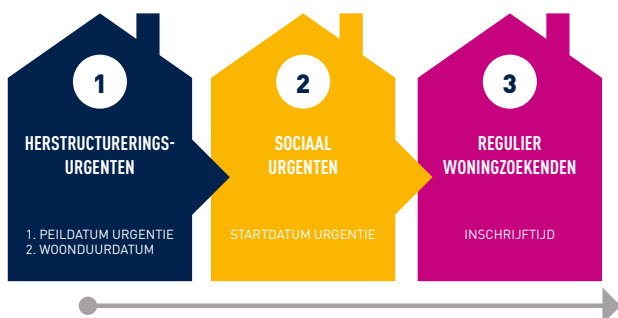 1
HERSTRUCTURERINGS-
URGENTEN
1. PEILDATUM URGENTIE
2. WOONDUURDATUM
2
SOCIAAL
URGENTEN
STARTDATUM URGENTIE
3
REGULIER
WONINGZOEKENDEN
INSCHRIJFTIJD